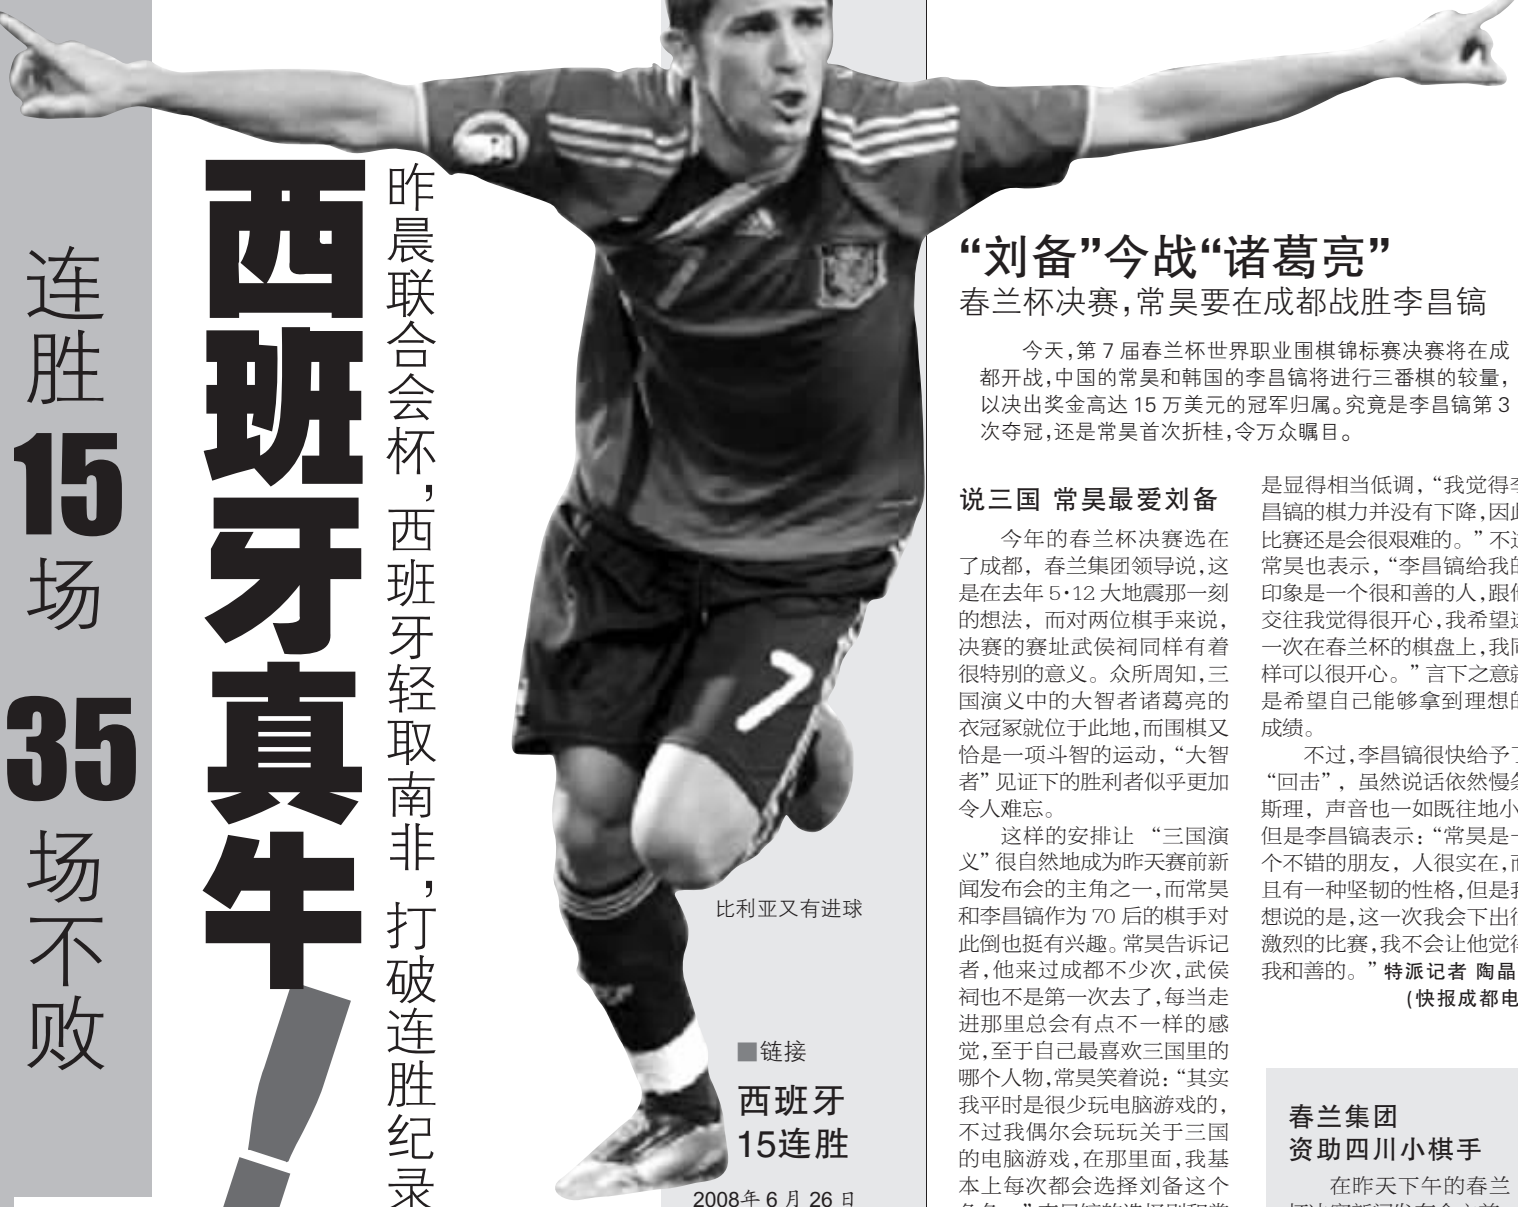 连胜
15
场
35
场不败
西班牙真牛！
昨晨联合会杯，西班牙轻取南非，打破连胜纪录
7
比利亚又有进球
■链接
西班牙
15连胜
2008年 6 月 26 日
“刘备”今战“诸葛亮”
春兰杯决赛，常昊要在成都战胜李昌镐
今天，第 7 届春兰杯世界职业围棋锦标赛决赛将在成
都开战，中国的常昊和韩国的李昌镐将进行三番棋的较量，
以决出奖金高达 15 万美元的冠军归属。究竟是李昌镐第 3
次夺冠，还是常昊首次折桂，令万众瞩目。
说三国 常昊最爱刘备
今年的春兰杯决赛选在
了成都，春兰集团领导说，这
是在去年 5·12 大地震那一刻
的想法，而对两位棋手来说，
决赛的赛址武侯祠同样有着
很特别的意义。众所周知，三
国演义中的大智者诸葛亮的
衣冠冢就位于此地，而围棋又
恰是一项斗智的运动，“大智
者”见证下的胜利者似乎更加
令人难忘。
这样的安排让 “三国演
义”很自然地成为昨天赛前新
闻发布会的主角之一，而常昊
和李昌镐作为 70 后的棋手对
此倒也挺有兴趣。常昊告诉记
者，他来过成都不少次，武侯
祠也不是第一次去了，每当走
进那里总会有点不一样的感
觉，至于自己最喜欢三国里的
哪个人物，常昊笑着说：“其实
我平时是很少玩电脑游戏的，
不过我偶尔会玩玩关于三国
的电脑游戏，在那里面，我基
本上每次都会选择刘备这个
是显得相当低调，“我觉得李
昌镐的棋力并没有下降，因此
比赛还是会很艰难的。”不过
常昊也表示，“李昌镐给我的
印象是一个很和善的人，跟他
交往我觉得很开心，我希望这
一次在春兰杯的棋盘上，我同
样可以很开心。”言下之意就
是希望自己能够拿到理想的
成绩。
不过，李昌镐很快给予了
“回击”，虽然说话依然慢条
斯理，声音也一如既往地小，
但是李昌镐表示：“常昊是一
个不错的朋友，人很实在，而
且有一种坚韧的性格，但是我
想说的是，这一次我会下出很
激烈的比赛，我不会让他觉得
我和善的。”特派记者 陶晶
(快报成都电
春兰集团
资助四川小棋手
在昨天下午的春兰